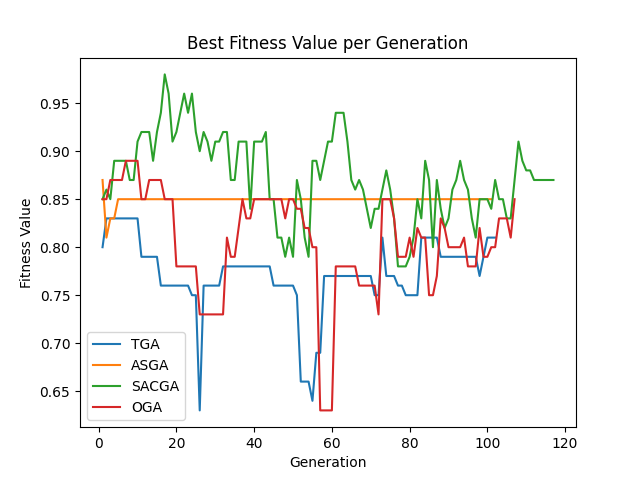 Best Fitness Value per Generation
Fitness Value
0.95
0.90
0.85
0.80
0.75
0.70
0.65
TGA
ASGA
SACGA
OGA
0 20 40 60 80 100 120
Generation